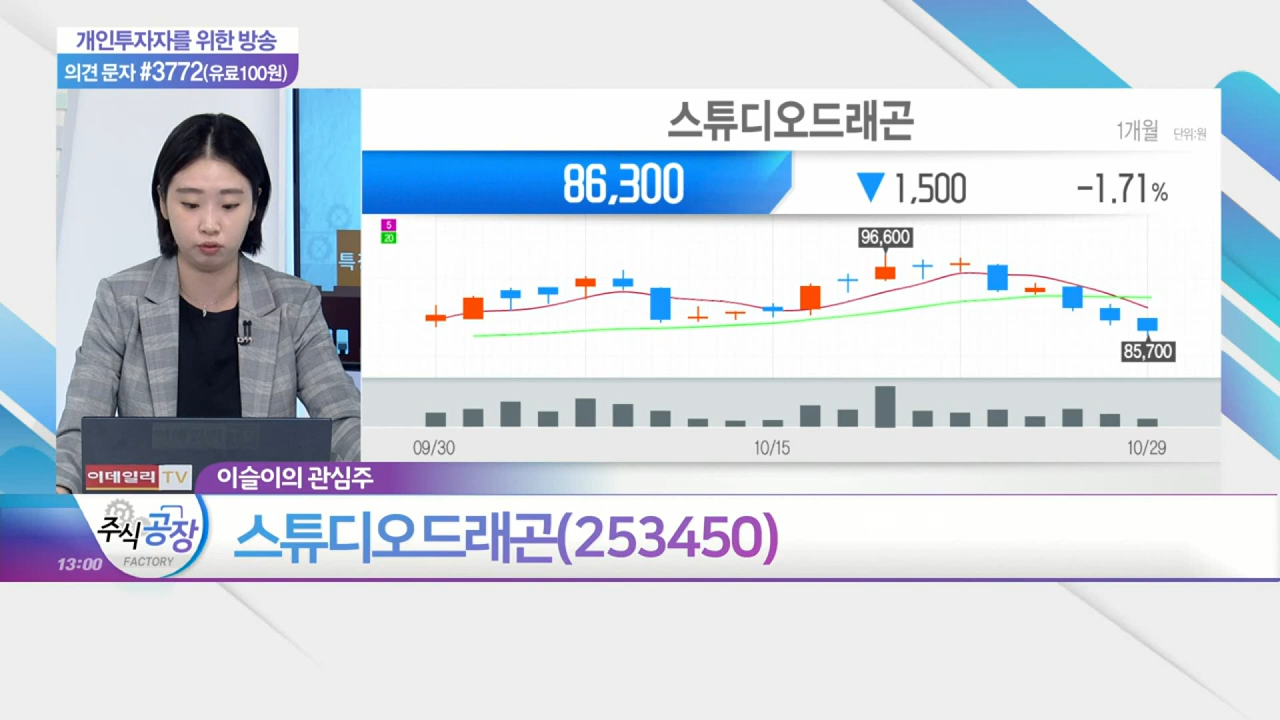 개인투자자를 위한 방송
의견 문자 #3772(유료100원)
스튜디오드래곤
1개월 단위:원
86,300 ▼ 1,500 -1.71%
5
20
96,600
85,700
특
09/30 10/15 10/29
이데일리 TV
이슬이의 관심주
주식공장
FACTORY
13:00
스튜디오드래곤(253450)